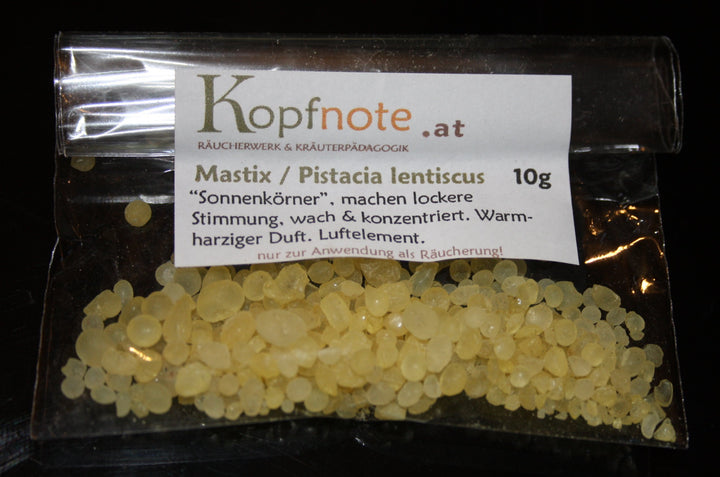 Kopfnote.at
RÄUCHERWERK & KRÄUTERPÄDAGOGIK
Mastix / Pistacia lentiscus 10g
“Sonnenkörner”, machen lockere
Stimmung, wach & konzentriert. Warm-
harziger Duft. Luftelement.
nur zur Anwendung als Räucherung!